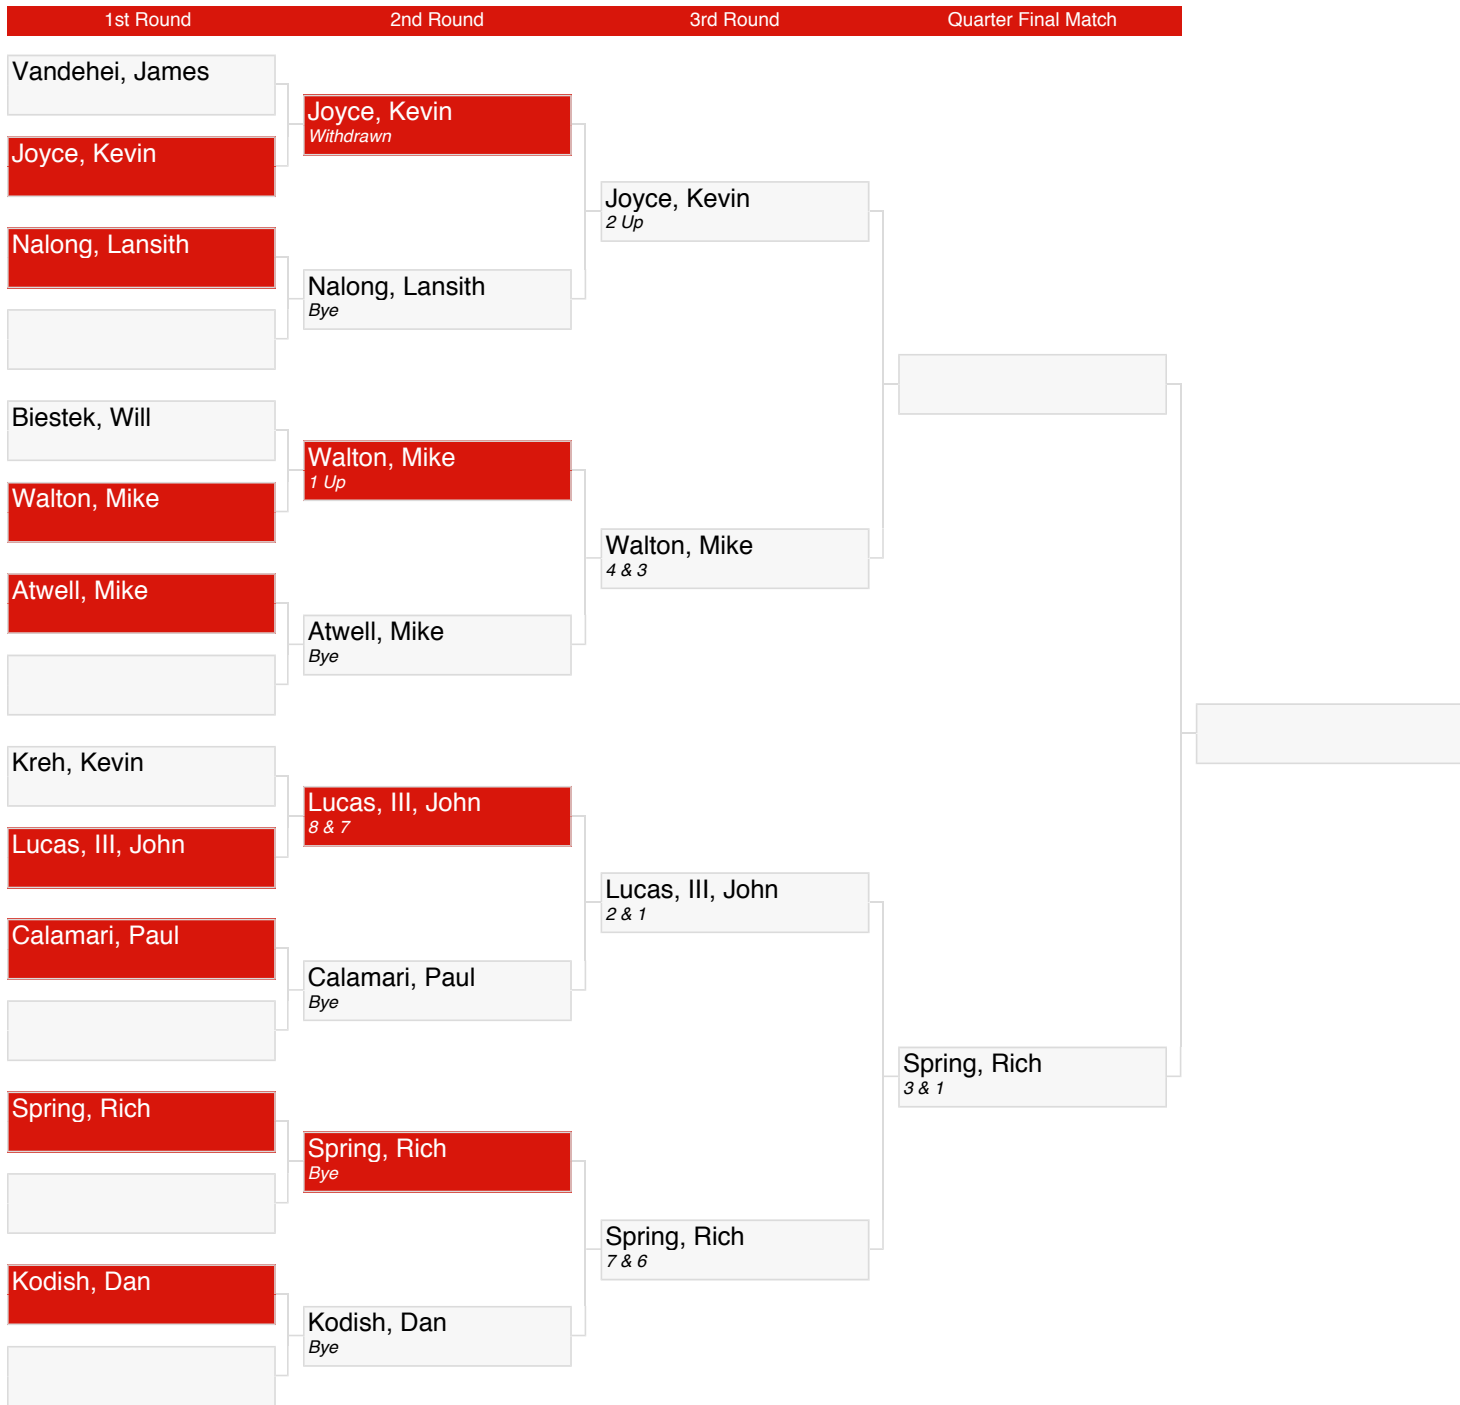 1st Round
2nd Round
3rd Round
Quarter Final Match
Vandehei, James
Joyce, Kevin
Nalong, Lansith
Biestek, Will
Walton, Mike
Atwell, Mike
Kreh, Kevin
Lucas, III, John
Calamari, Paul
Spring, Rich
Kodish, Dan
Joyce, Kevin
Withdrawn
Nalong, Lansith
Bye
Walton, Mike
1 Up
Atwell, Mike
Bye
Lucas, III, John
8 & 7
Calamari, Paul
Bye
Spring, Rich
Bye
Kodish, Dan
Bye
Joyce, Kevin
2 Up
Walton, Mike
4 & 3
Lucas, III, John
2 & 1
Spring, Rich
7 & 6
Spring, Rich
3 & 1